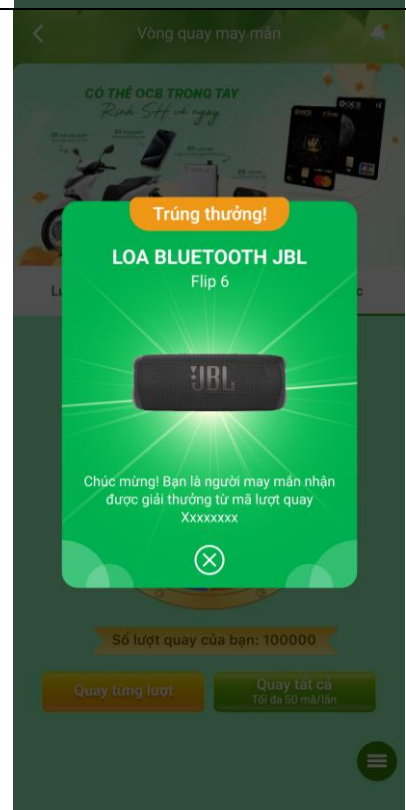 Vòng quay may mắn
CÓ THẺ OCB TRONG TAY
Rinh SH về ngay
OCB
Trúng thưởng!
LOA BLUETOOTH JBL
Flip 6
JBL
Chúc mừng! Bạn là người may mắn nhận
được giải thưởng từ mã lượt quay
Xxxxxxxx
Số lượt quay của bạn: 100000
Quay từng lượt
Quay tất cả
Tối đa 50 mã/lần